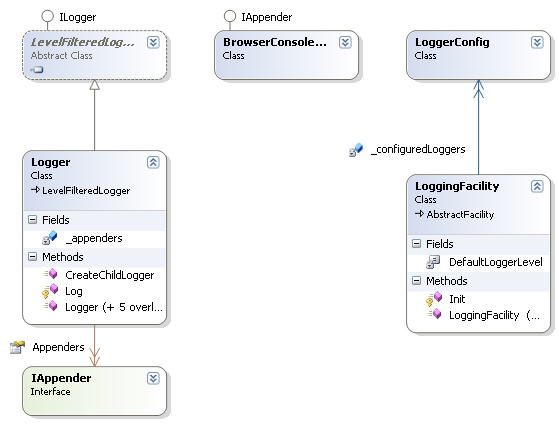 ILogger
LevelFilteredLog...
Abstract Class
IAppender
BrowserConsole...
Class
LoggerConfig
Class
_configuredLoggers
Logger
Class
LevelFilteredLogger
Fields
_appenders
Methods
CreateChildLogger
Log
Logger (+ 5 overl...
LoggingFacility
Class
AbstractFacility
Fields
DefaultLoggerLevel
Methods
Init
LoggingFacility (...
Appenders
IAppender
Interface